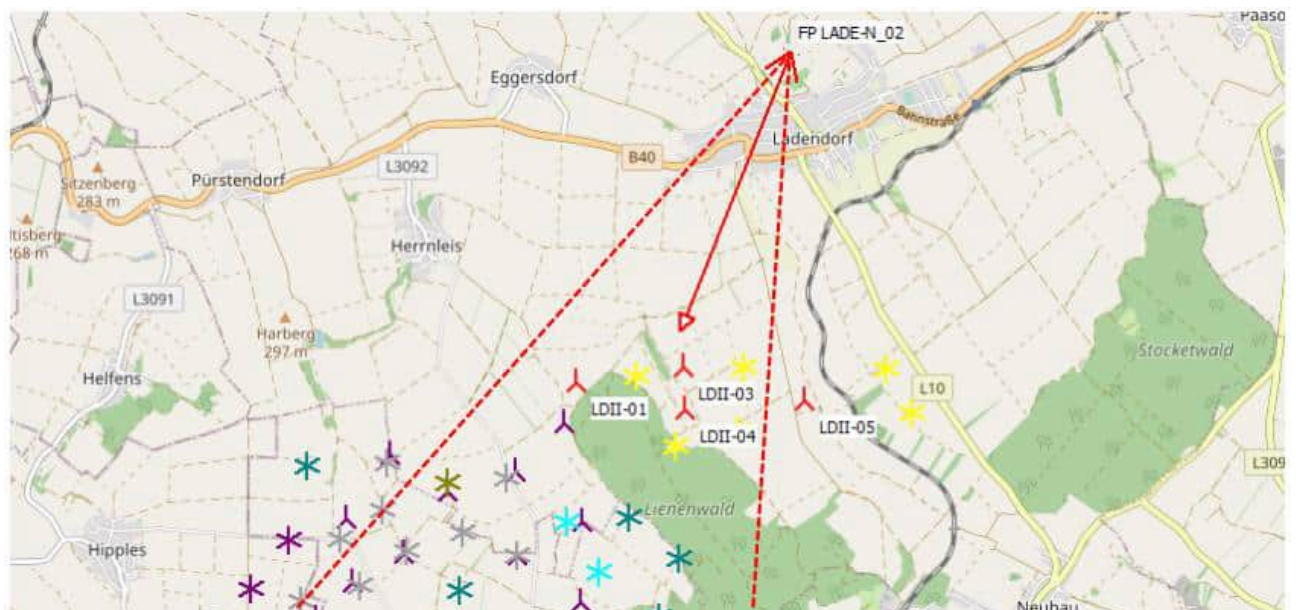 Paaso
FP LADE-N_02
Eggersdorf
Bahnstraße
Ladendorf
B40
L3092
Sitzenberg
283 m
Pürstendorf
ltisberg
268 m
Herrnleis
L3091
Harberg
297 m
Stocketwald
Helfens
L10
LDII-03
LDII-01
LDII-05
LDII-04
L309
Lienenwald
Hipples
Neubau